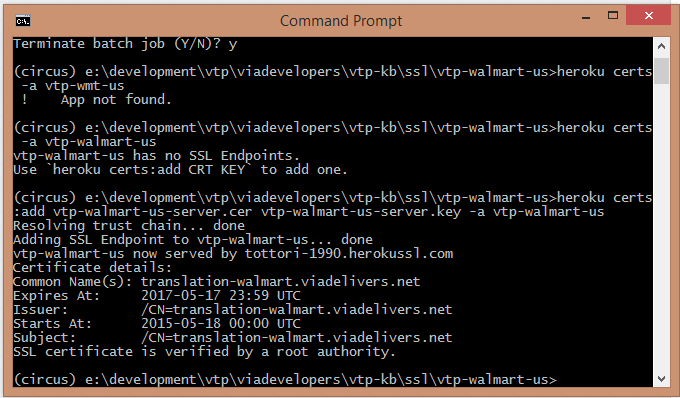 Command Prompt
Terminate batch job (Y/N)? y
(circus) e:\development\vtp\viadevelivers\vtp-kb\ssl\vtp-walmart-us>heroku certs
-a vtp-wmt-us
!    App not found.
(circus) e:\development\vtp\viadevelivers\vtp-kb\ssl\vtp-walmart-us>heroku certs
-a vtp-walmart-us
vtp-walmart-us has no SSL Endpoints.
Use `heroku certs:add CRT KEY` to add one.
(circus) e:\development\vtp\viadevelivers\vtp-kb\ssl\vtp-walmart-us>heroku certs
:add vtp-walmart-us-server.cer vtp-walmart-us-server.key -a vtp-walmart-us
Resolving trust chain... done
Adding SSL Endpoint to vtp-walmart-us... done
vtp-walmart-us now served by tottori-1990.herokussl.com
Certificate details:
Common Name(s): translation-walmart.viadelivers.net
Expires At:     2017-05-17 23:59 UTC
Issuer:         /CN=translation-walmart.viadelivers.net
Starts At:      2015-05-18 00:00 UTC
Subject:        /CN=translation-walmart.viadelivers.net
SSL certificate is verified by a root authority.
(circus) e:\development\vtp\viadevelivers\vtp-kb\ssl\vtp-walmart-us>